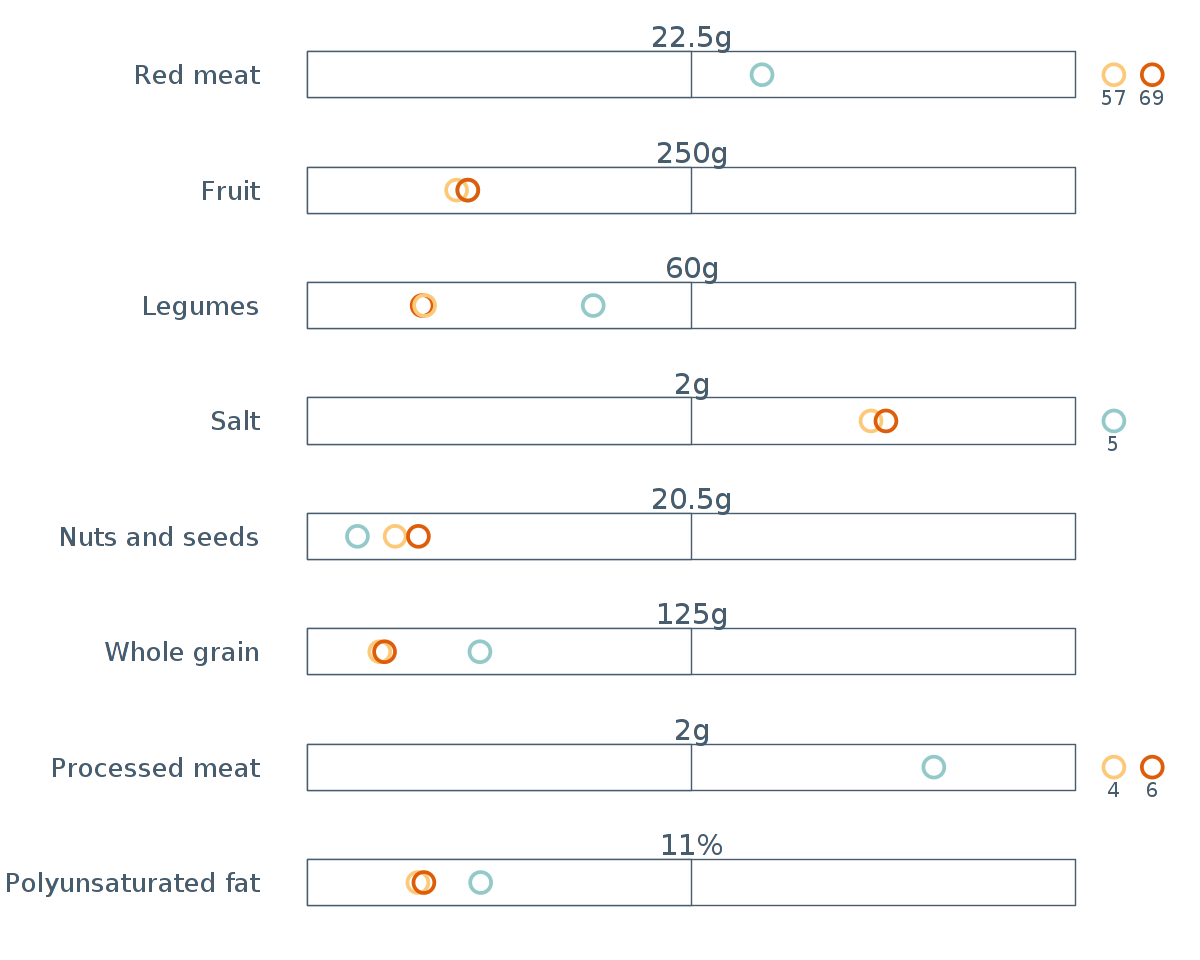 22.5g
Red meat
57 69
250g
Fruit
60g
Legumes
2g
Salt
5
20.5g
Nuts and seeds
125g
Whole grain
2g
Processed meat
4 6
11%
Polyunsaturated fat